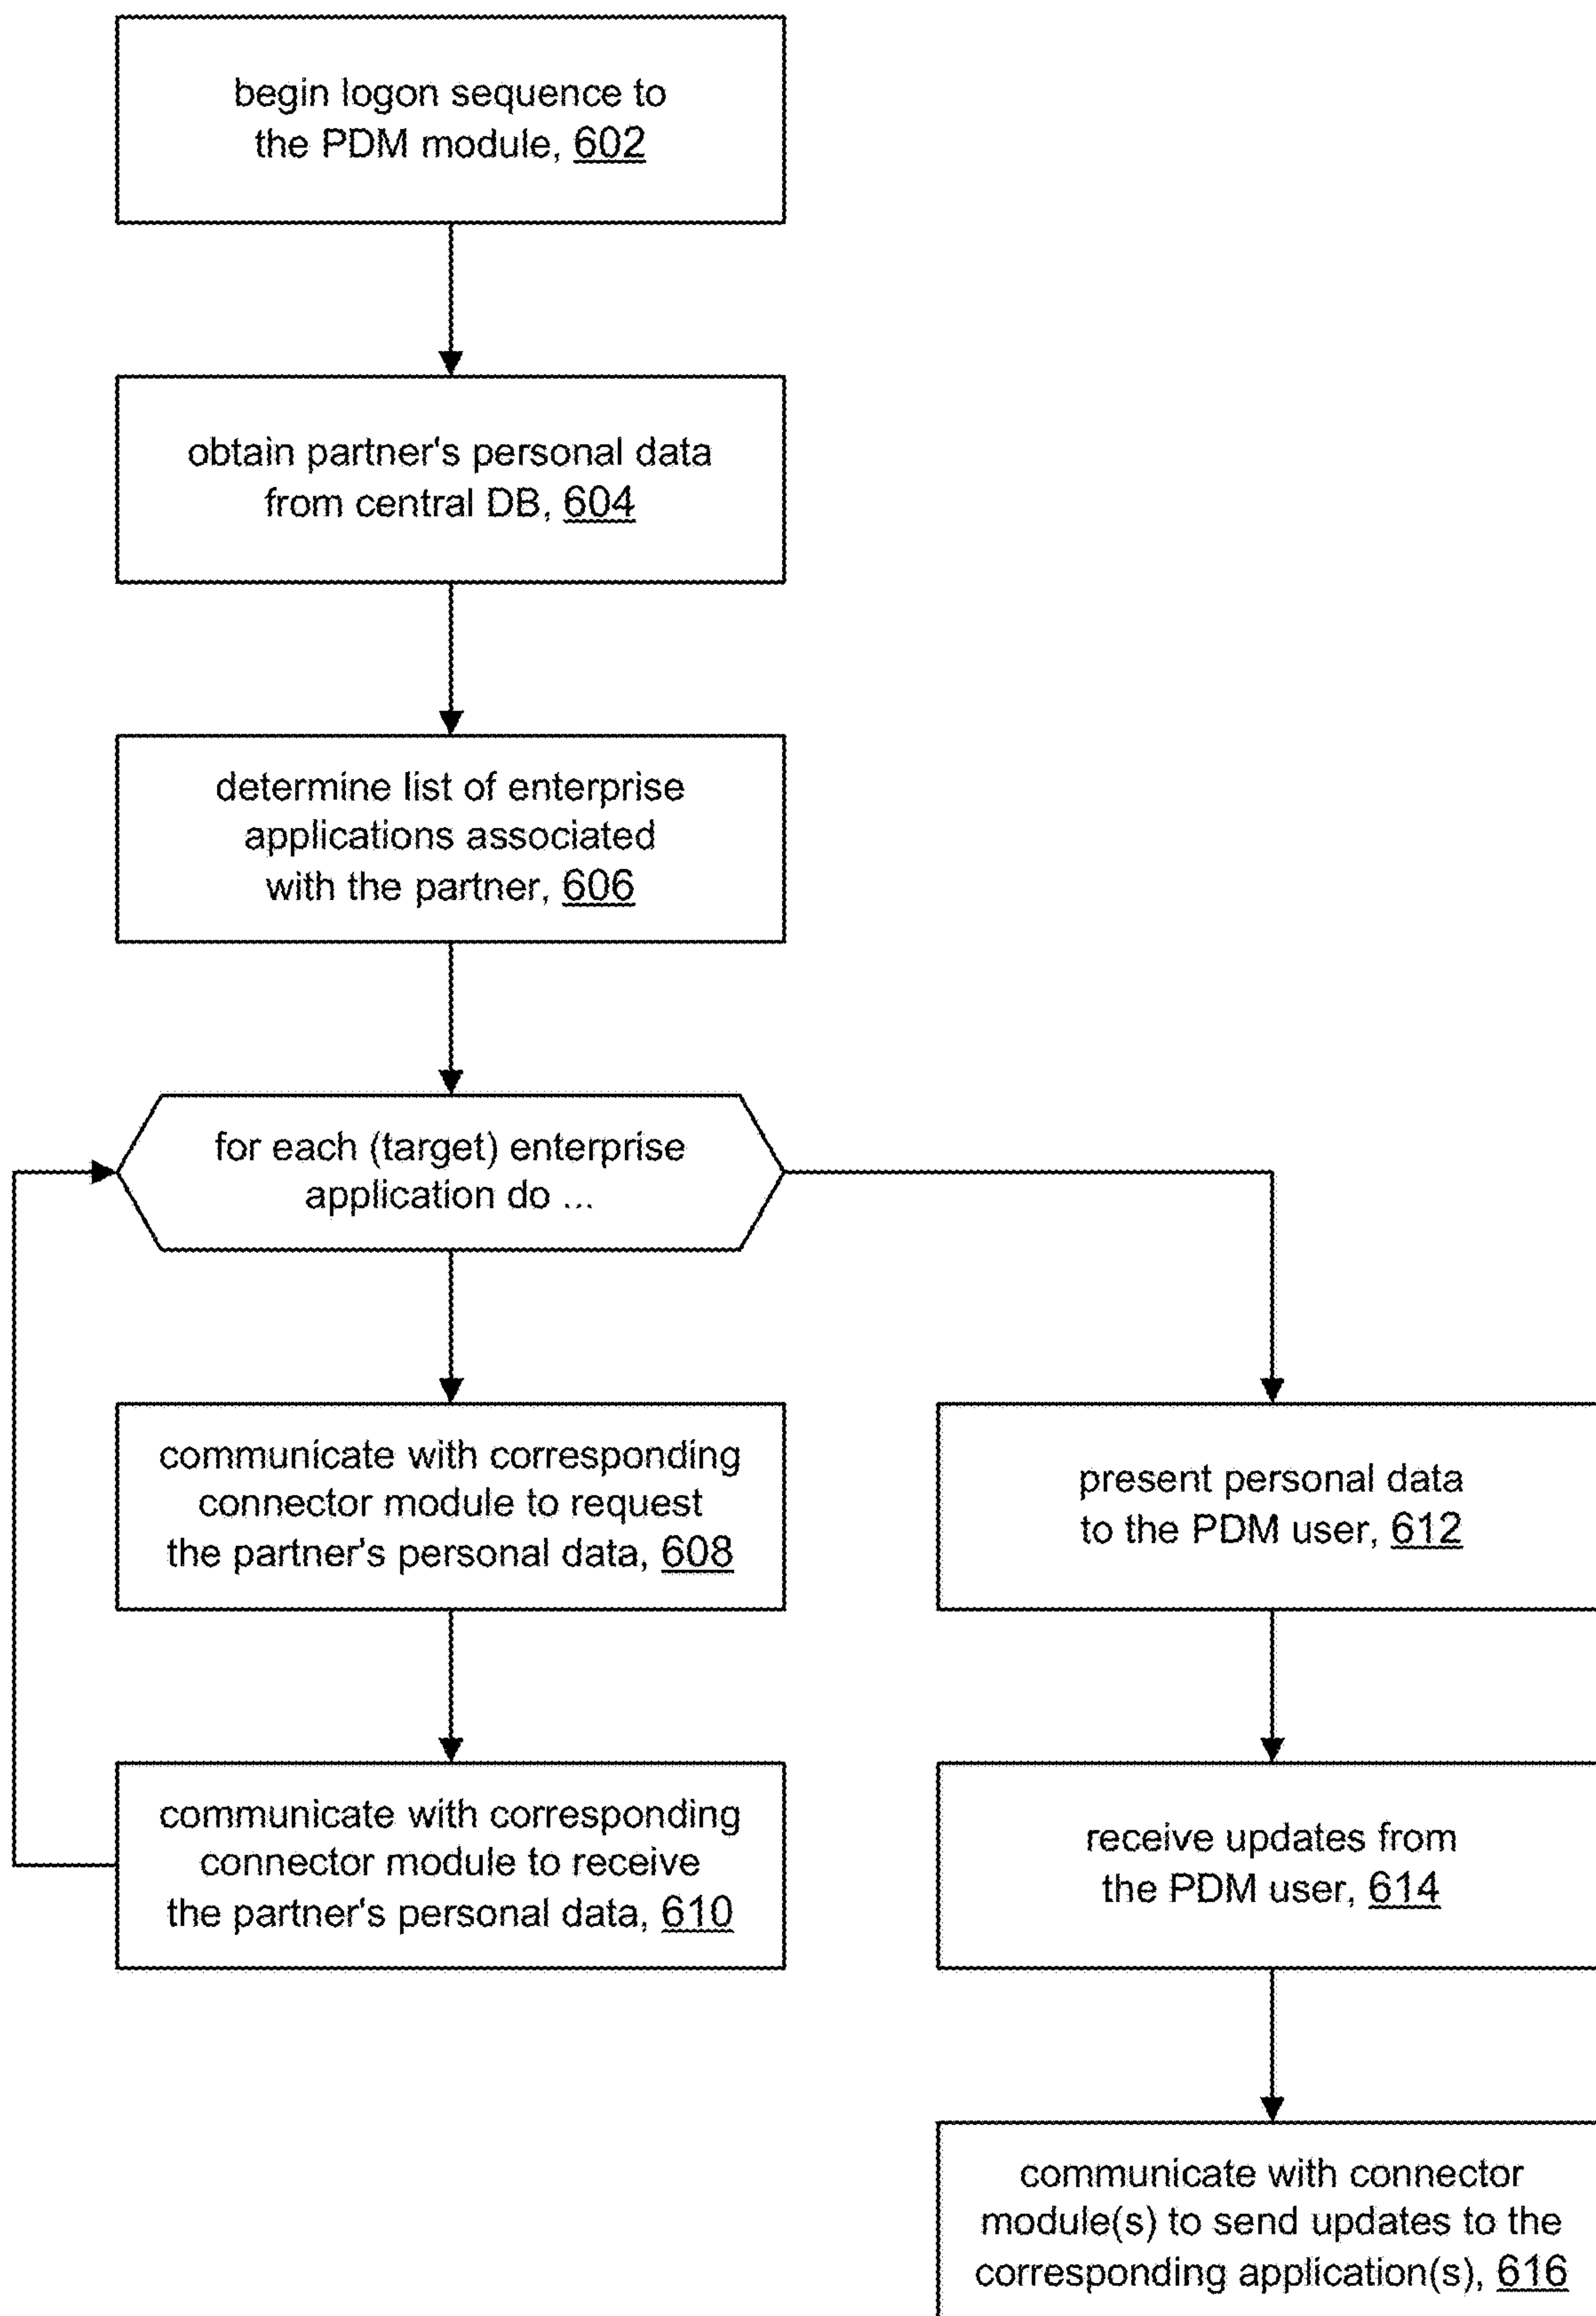 begin logon sequence to
the PDM module, 602
obtain partner's personal data
from central DB, 604
determine list of enterprise
applications associated
with the partner, 606
for each (target) enterprise
application do ...
communicate with corresponding
connector module to request
the partner's personal data, 608
communicate with corresponding
connector module to receive
the partner's personal data, 610
present personal data
to the PDM user, 612
receive updates from
the PDM user, 614
communicate with connector
module(s) to send updates to the
corresponding application(s), 616